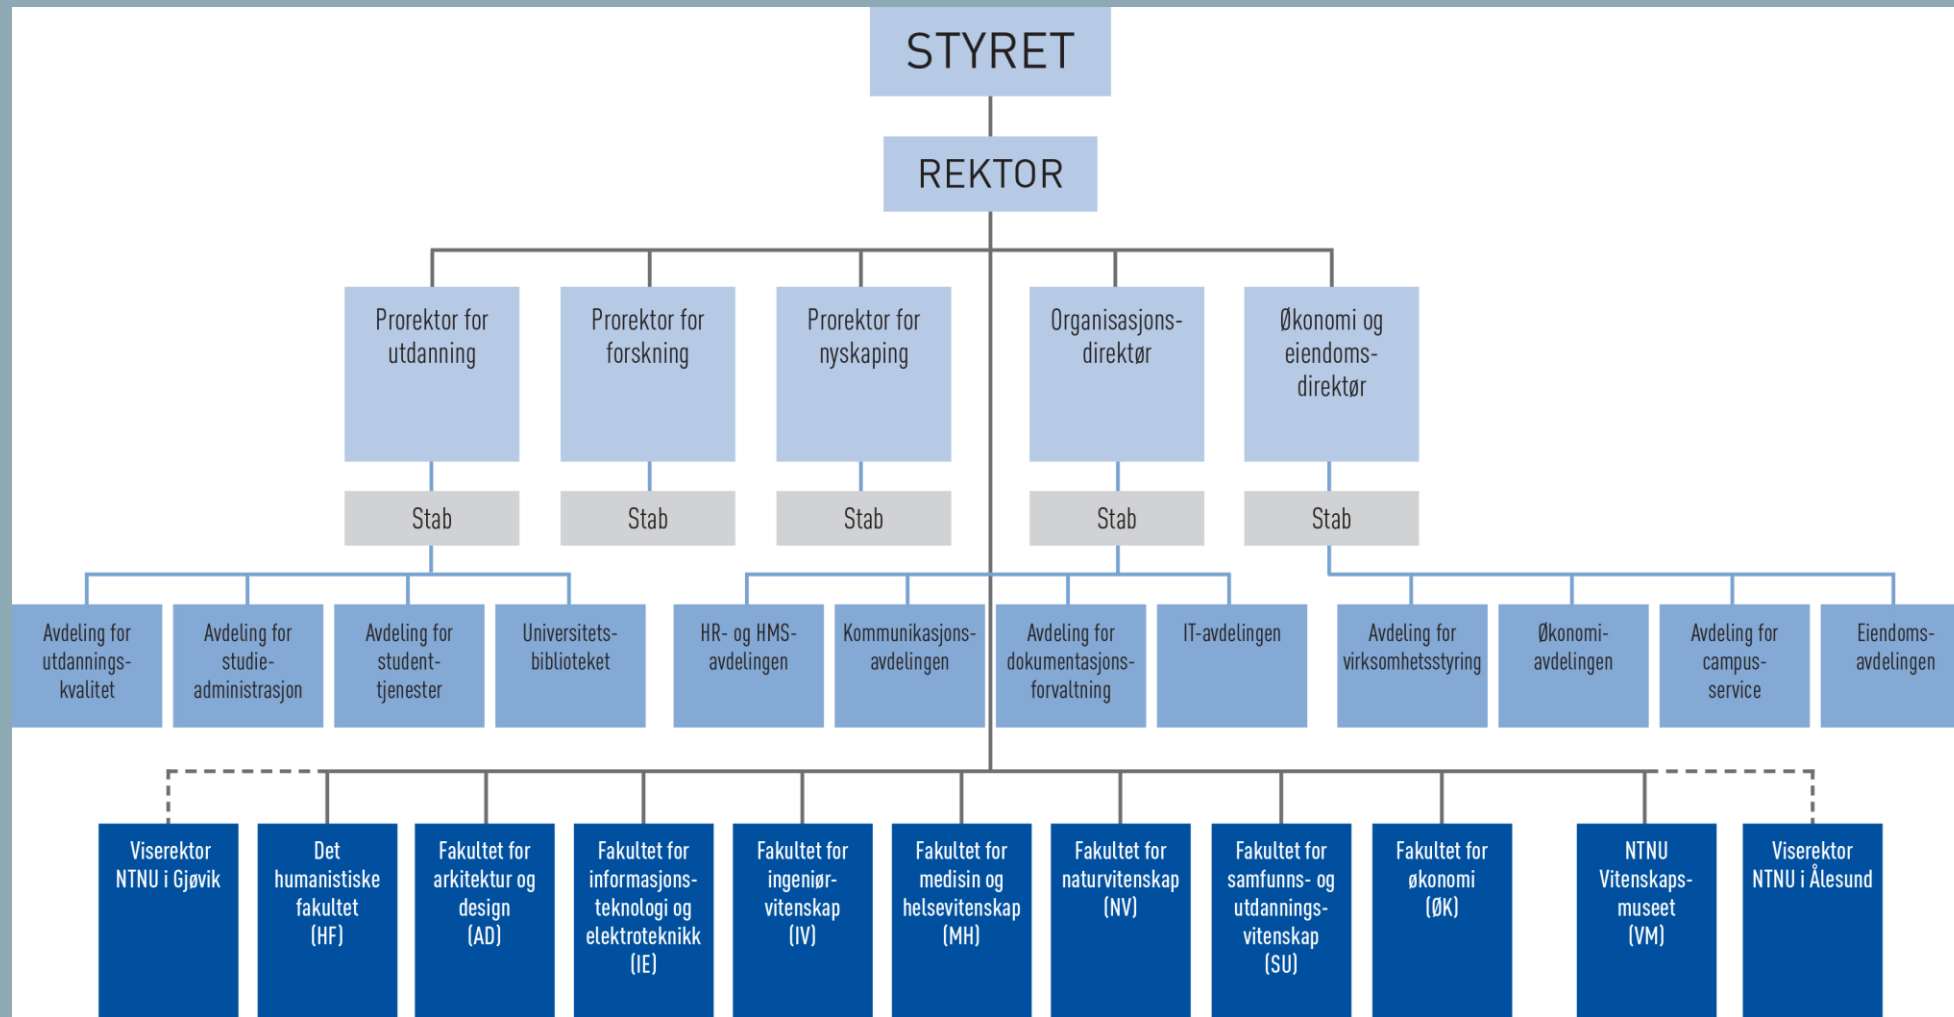 STYRET
REKTOR
Prorektor for
utdanning
Prorektor for
forskning
Prorektor for
nyskaping
Organisasjons-
direktør
Økonomi og
eiendoms-
direktør
Stab
Stab
Stab
Stab
Stab
Avdeling for
utdannings-
kvalitet
Avdeling for
studie-
administrasjon
Avdeling for
student-
tjenester
Universitets-
biblioteket
HR- og HMS-
avdelingen
Kommunikasjons-
avdelingen
Avdeling for
dokumentasjons-
forvaltning
IT-avdelingen
Avdeling for
virksomhetsstyring
Økonomi-
avdelingen
Avdeling for
campus-
service
Eiendoms-
avdelingen
Viserektor
NTNU i Gjøvik
Det
humanistiske
fakultet
(HF)
Fakultet for
arkitektur og
design
(AD)
Fakultet for
informasjons-
teknologi og
elektroteknikk
(IE)
Fakultet for
ingeniør-
vitenskap
(IV)
Fakultet for
medisin og
helsevitenskap
(MH)
Fakultet for
naturvitenskap
(NV)
Fakultet for
samfunns- og
utdannings-
vitenskap
(SU)
Fakultet for
økonomi
(ØK)
NTNU
Vitenskaps-
museet
(VM)
Viserektor
NTNU i Ålesund